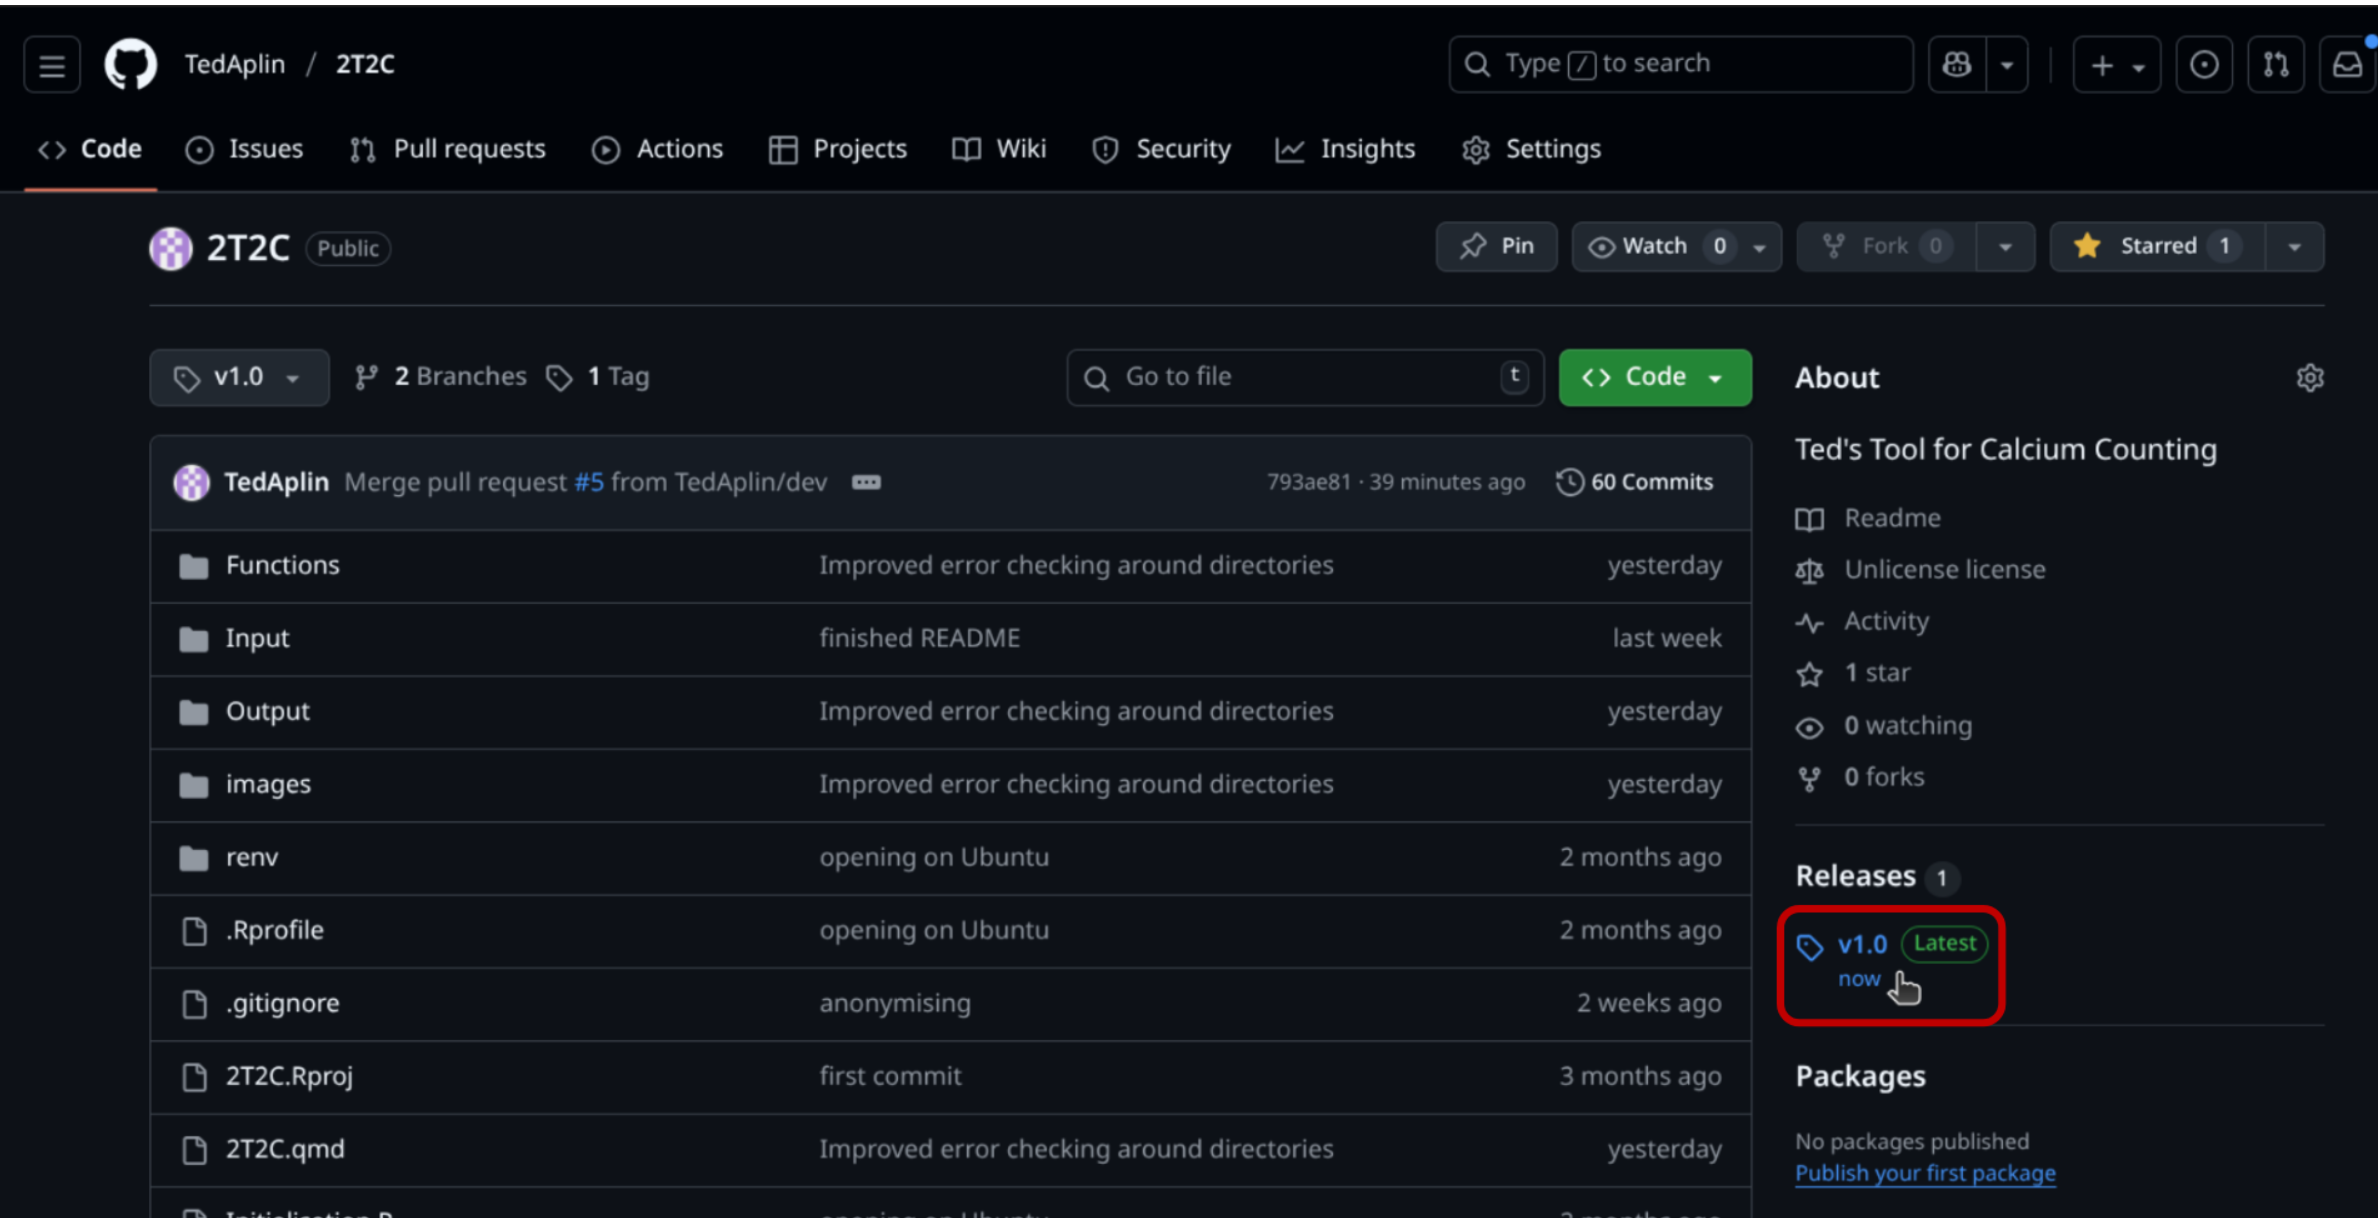 TedAplin / 2T2C
Type / to search
Code Issues Pull requests Actions Projects Wiki Security Insights Settings
2T2C Public
Pin Watch 0 Fork 0 Starred 1
v1.0 2 Branches 1 Tag
Go to file t
Code
TedAplin Merge pull request #5 from TedAplin/dev
793ae81 · 39 minutes ago 60 Commits
Functions Improved error checking around directories yesterday
Input finished README last week
Output Improved error checking around directories yesterday
images Improved error checking around directories yesterday
renv opening on Ubuntu 2 months ago
.Rprofile opening on Ubuntu 2 months ago
.gitignore anonymising 2 weeks ago
2T2C.Rproj first commit 3 months ago
2T2C.qmd Improved error checking around directories yesterday
About
Ted's Tool for Calcium Counting
Readme
Unlicense license
Activity
1 star
0 watching
0 forks
Releases 1
v1.0 Latest
now
Packages
No packages published
Publish your first package